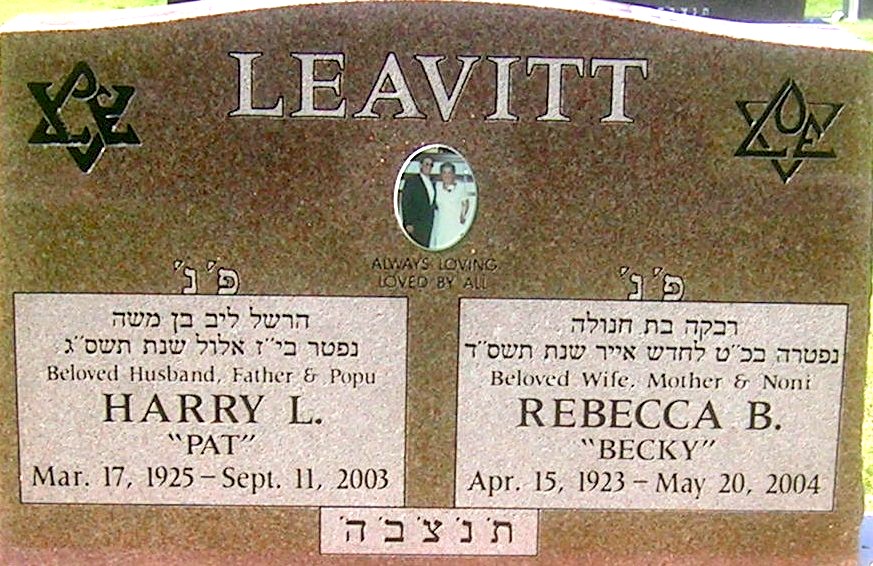 LEAVITT
ALWAYS LOVING
LOVED BY ALL
פ׳ נ׳
הרשל ליב בן משה
נפטר בי״ז אלול שנת תשס״ג
Beloved Husband, Father & Popu
HARRY L.
"PAT"
Mar. 17, 1925 – Sept. 11, 2003
פ׳ נ׳
רבקה בת חנולה
נפטרה בכ״ט לחדש אייר שנת תשס״ד
Beloved Wife, Mother & Noni
REBECCA B.
"BECKY"
Apr. 15, 1923 – May 20, 2004
ת׳ נ׳ צ׳ ב׳ ה׳